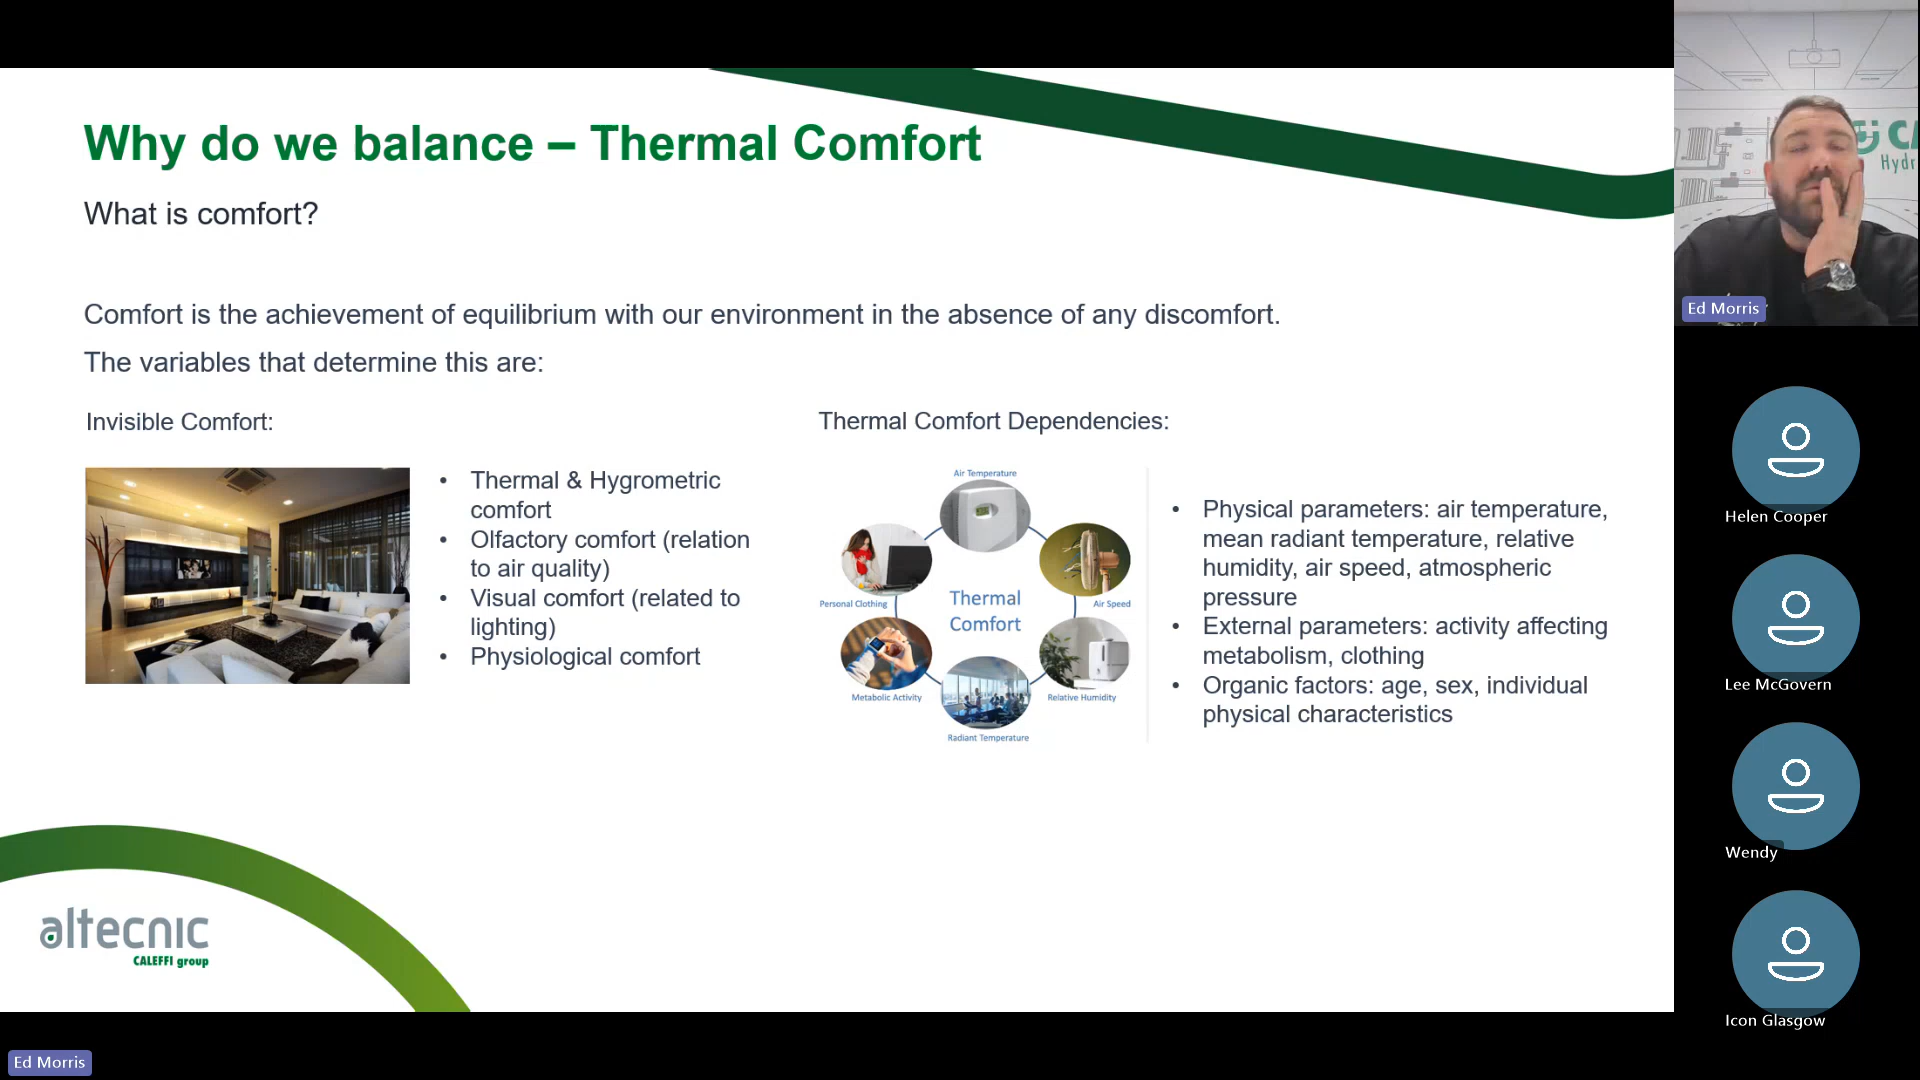 Why do we balance – Thermal Comfort
What is comfort?
Comfort is the achievement of equilibrium with our environment in the absence of any discomfort.
The variables that determine this are:
Invisible Comfort:
• Thermal & Hygrometric
comfort
• Olfactory comfort (relation
to air quality)
• Visual comfort (related to
lighting)
• Physiological comfort
Thermal Comfort Dependencies:
Air Temperature
Personal Clothing
Air Speed
Thermal
Comfort
Metabolic Activity
Relative Humidity
Radiant Temperature
• Physical parameters: air temperature,
mean radiant temperature, relative
humidity, air speed, atmospheric
pressure
• External parameters: activity affecting
metabolism, clothing
• Organic factors: age, sex, individual
physical characteristics
altecnic
CALEFFI group
Ed Morris
CA
Hydr
Ed Morris
Helen Cooper
Lee McGovern
Wendy
Icon Glasgow